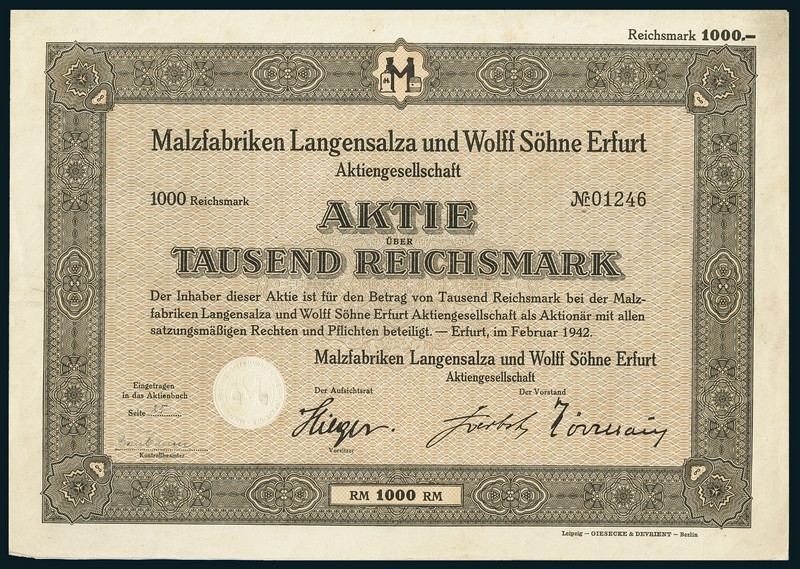 Reichsmark 1000,—
M
Malzfabriken Langensalza und Wolff Söhne Erfurt
Aktiengesellschaft
1000 Reichsmark
№ 01246
AKTIE
ÜBER
TAUSEND REICHSMARK
Der Inhaber dieser Aktie ist für den Betrag von Tausend Reichsmark bei der Malz-
fabriken Langensalza und Wolff Söhne Erfurt Aktiengesellschaft als Aktionär mit allen
satzungsmäßigen Rechten und Pflichten beteiligt. — Erfurt, im Februar 1942.
Malzfabriken Langensalza und Wolff Söhne Erfurt
Aktiengesellschaft
Eingetragen
in das Aktienbuch
Seite
Kontrollbeamter
Der Aufsichtsrat
Vorsitzer
Der Vorstand
RM 1000 RM
Leipzig — GIESECKE & DEVRIENT — Berlin